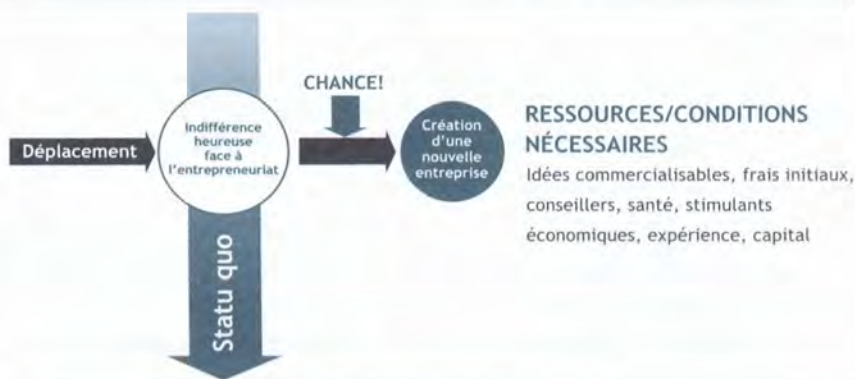 CHANCE!
Déplacement
Indifférence
heureuse
face à
l'entrepreneuriat
Création
d'une
nouvelle
entreprise
RESSOURCES/CONDITIONS
NÉCESSAIRES
Idées commercialisables, frais initiaux,
conseillers, santé, stimulants
économiques, expérience, capital
Statu quo